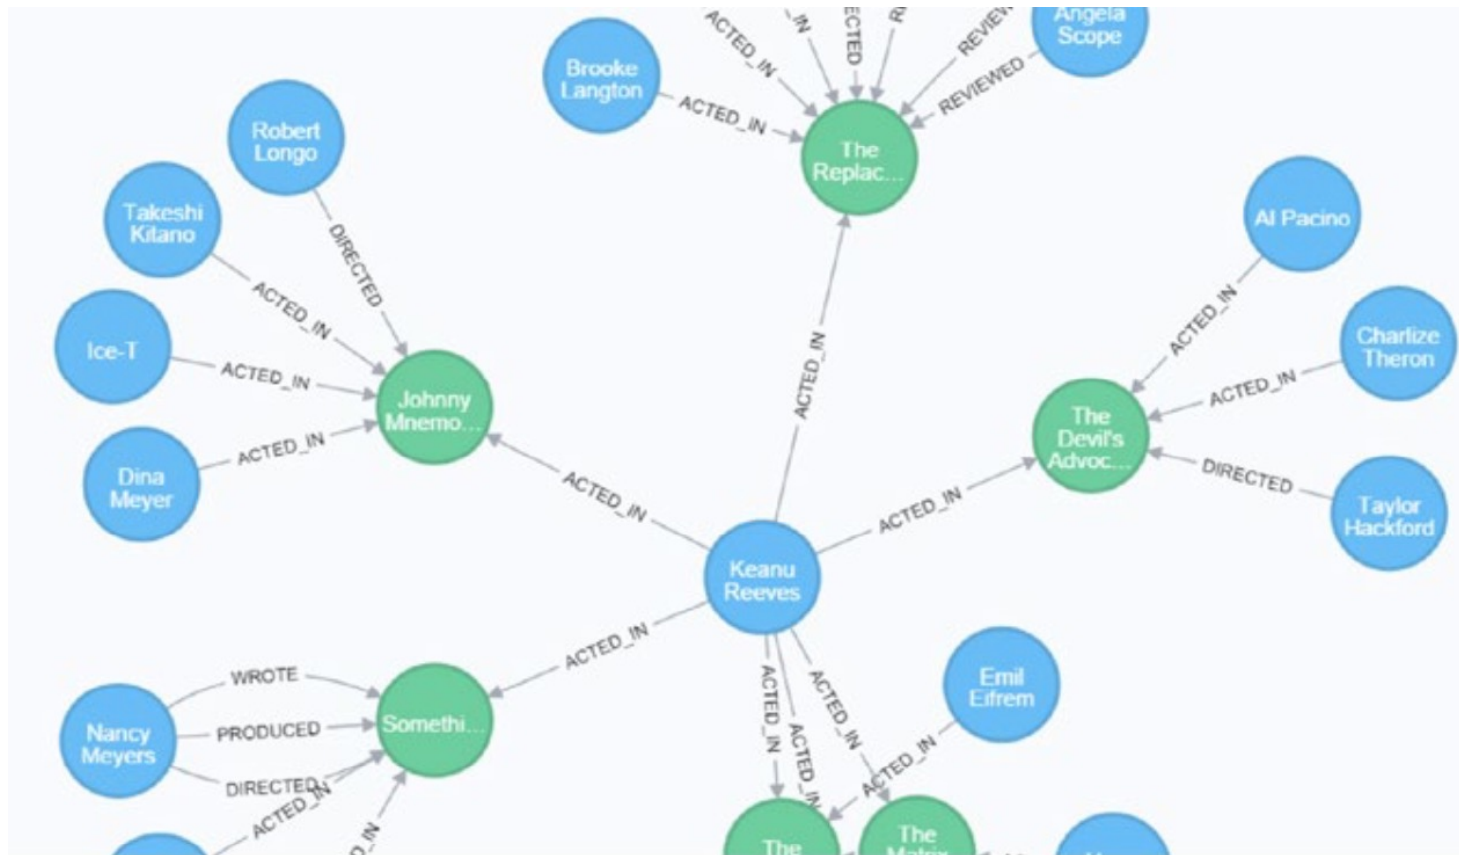 ACTED_IN
REVIEWED
Angela
Scope
Brooke
Langton
ACTED_IN
The
Replac...
Robert
Longo
DIRECTED
Takeshi
Kitano
ACTED_IN
Ice-T
ACTED_IN
Dina
Meyer
ACTED_IN
Johnny
Mnemo...
ACTED_IN
ACTED_IN
Al Pacino
ACTED_IN
Charlize
Theron
ACTED_IN
The
Devil's
Advoc...
DIRECTED
Taylor
Hackford
ACTED_IN
Keanu
Reeves
ACTED_IN
Nancy
Meyers
WROTE
PRODUCED
DIRECTED
ACTED_IN
Somethi...
ACTED_IN
ACTED_IN
ACTED_IN
Emil
Eifrem
ACTED_IN
The
The
Matrix